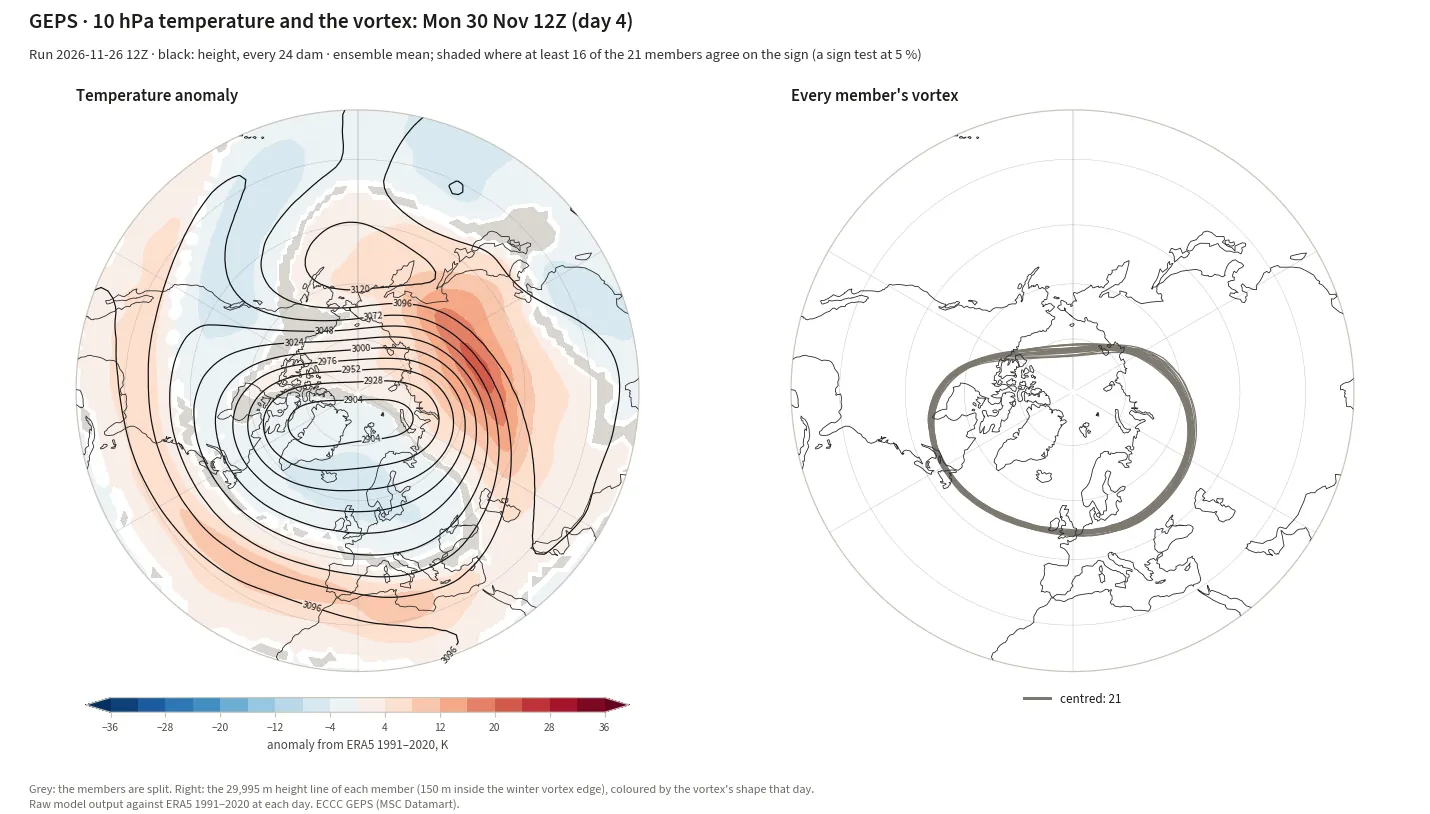 GEPS · 10 hPa temperature and the vortex: Mon 30 Nov 12Z (day 4)
Run 2026-11-26 12Z · black: height, every 24 dam · ensemble mean; shaded where at least 16 of the 21 members agree on the sign (a sign test at 5 %)
Temperature anomaly
Every member's vortex
3120
3096
3072
3048
3024
3000
2976
2952
2928
2904
2904
3096
3096
centred: 21
−36 −28 −20 −12 −4 4 12 20 28 36
anomaly from ERA5 1991–2020, K
Grey: the members are split. Right: the 29,995 m height line of each member (150 m inside the winter vortex edge), coloured by the vortex's shape that day.
Raw model output against ERA5 1991–2020 at each day. ECCC GEPS (MSC Datamart).